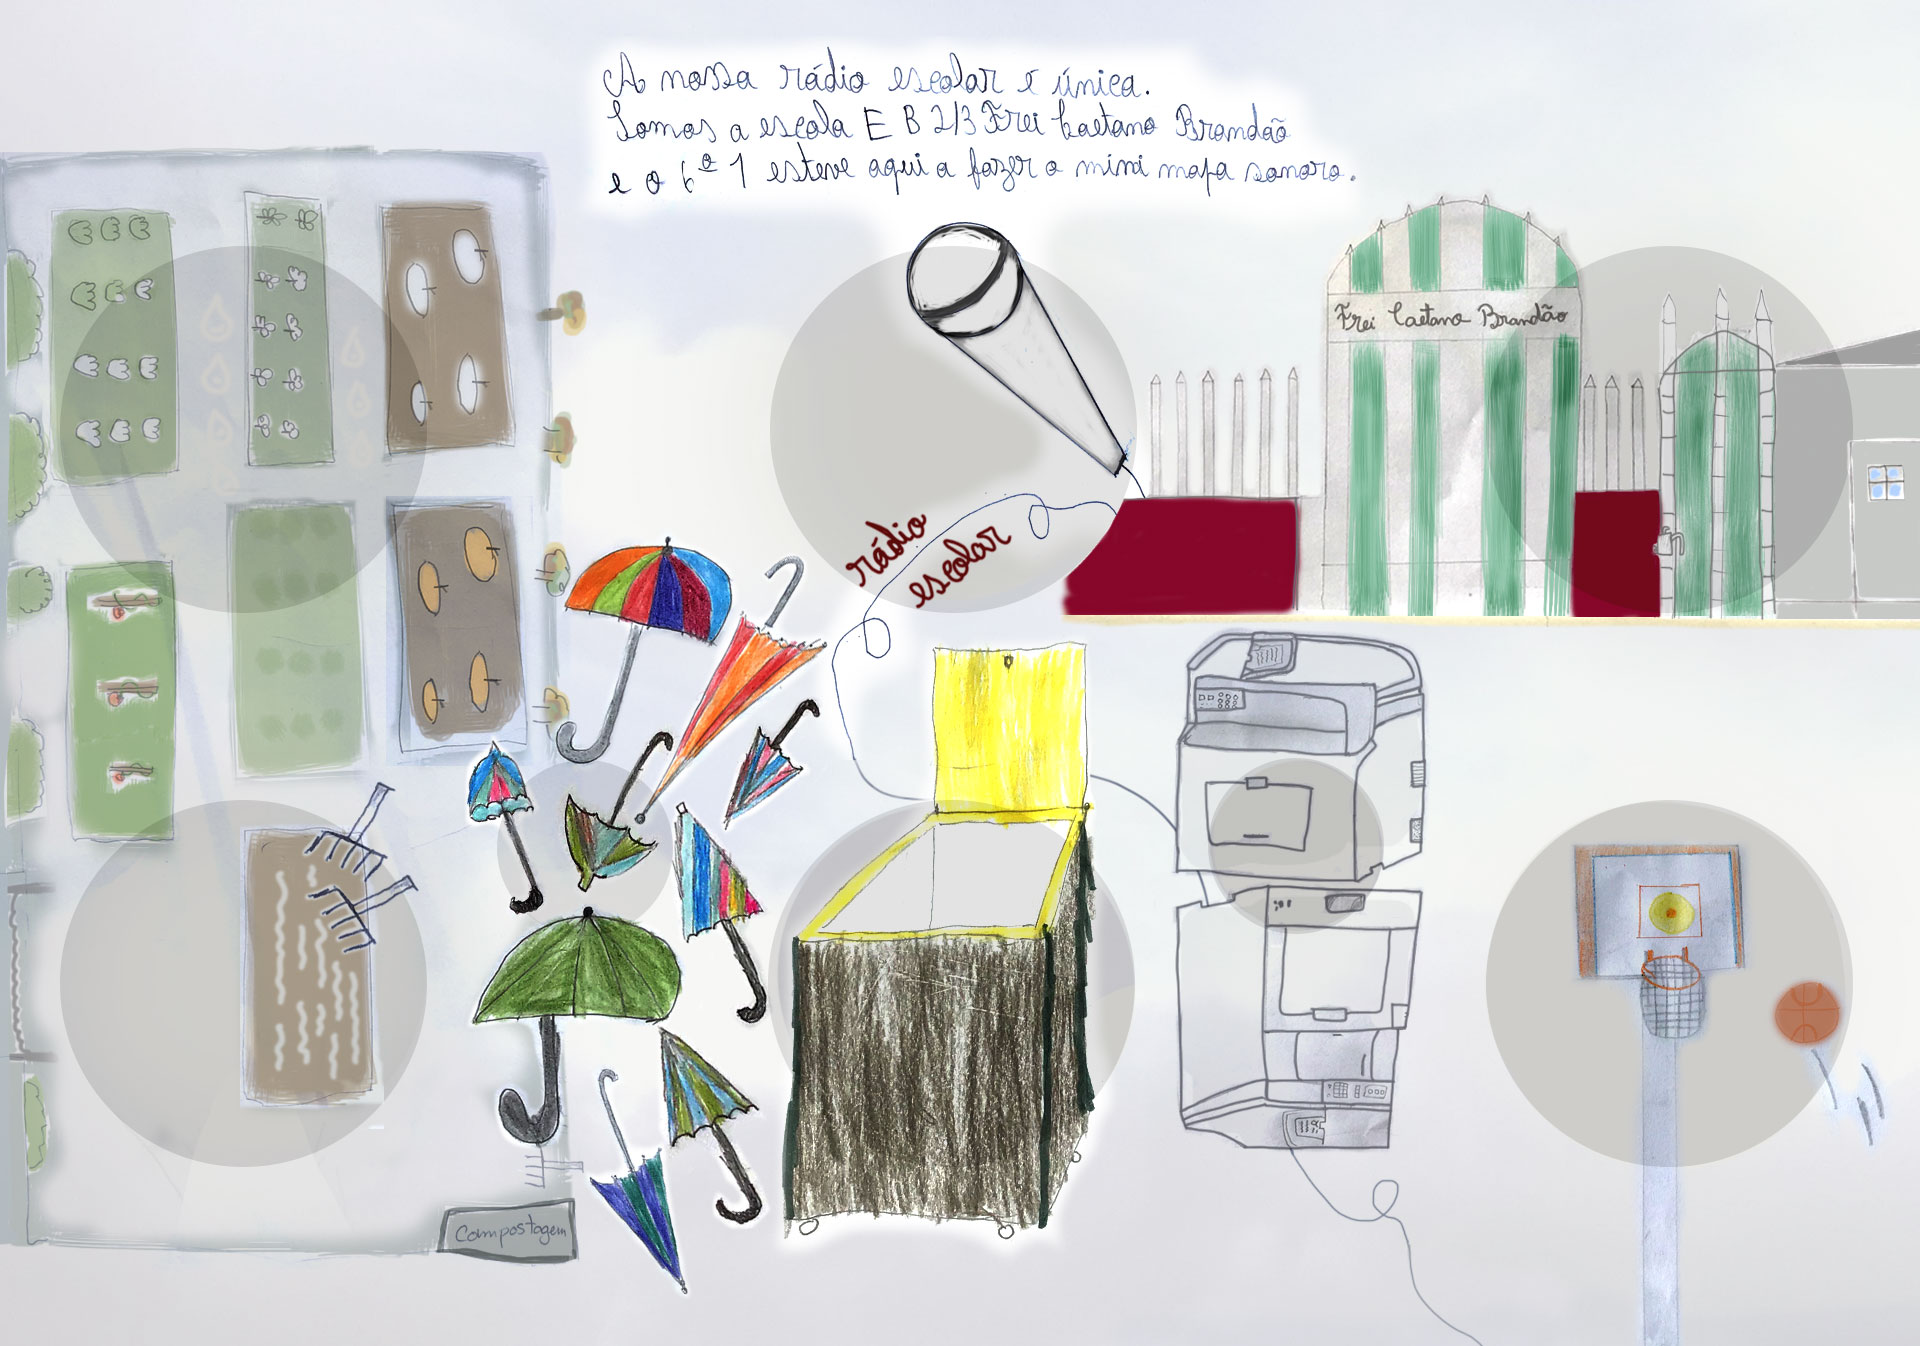 A nossa rádio escolar é única.
Somos a escola E B 2/3 Frei Caetano Brandão
e o 6º 1 esteve aqui a fazer o mini mapa sonoro.
Frei Caetano Brandão
rádio
escolar
Compostagem